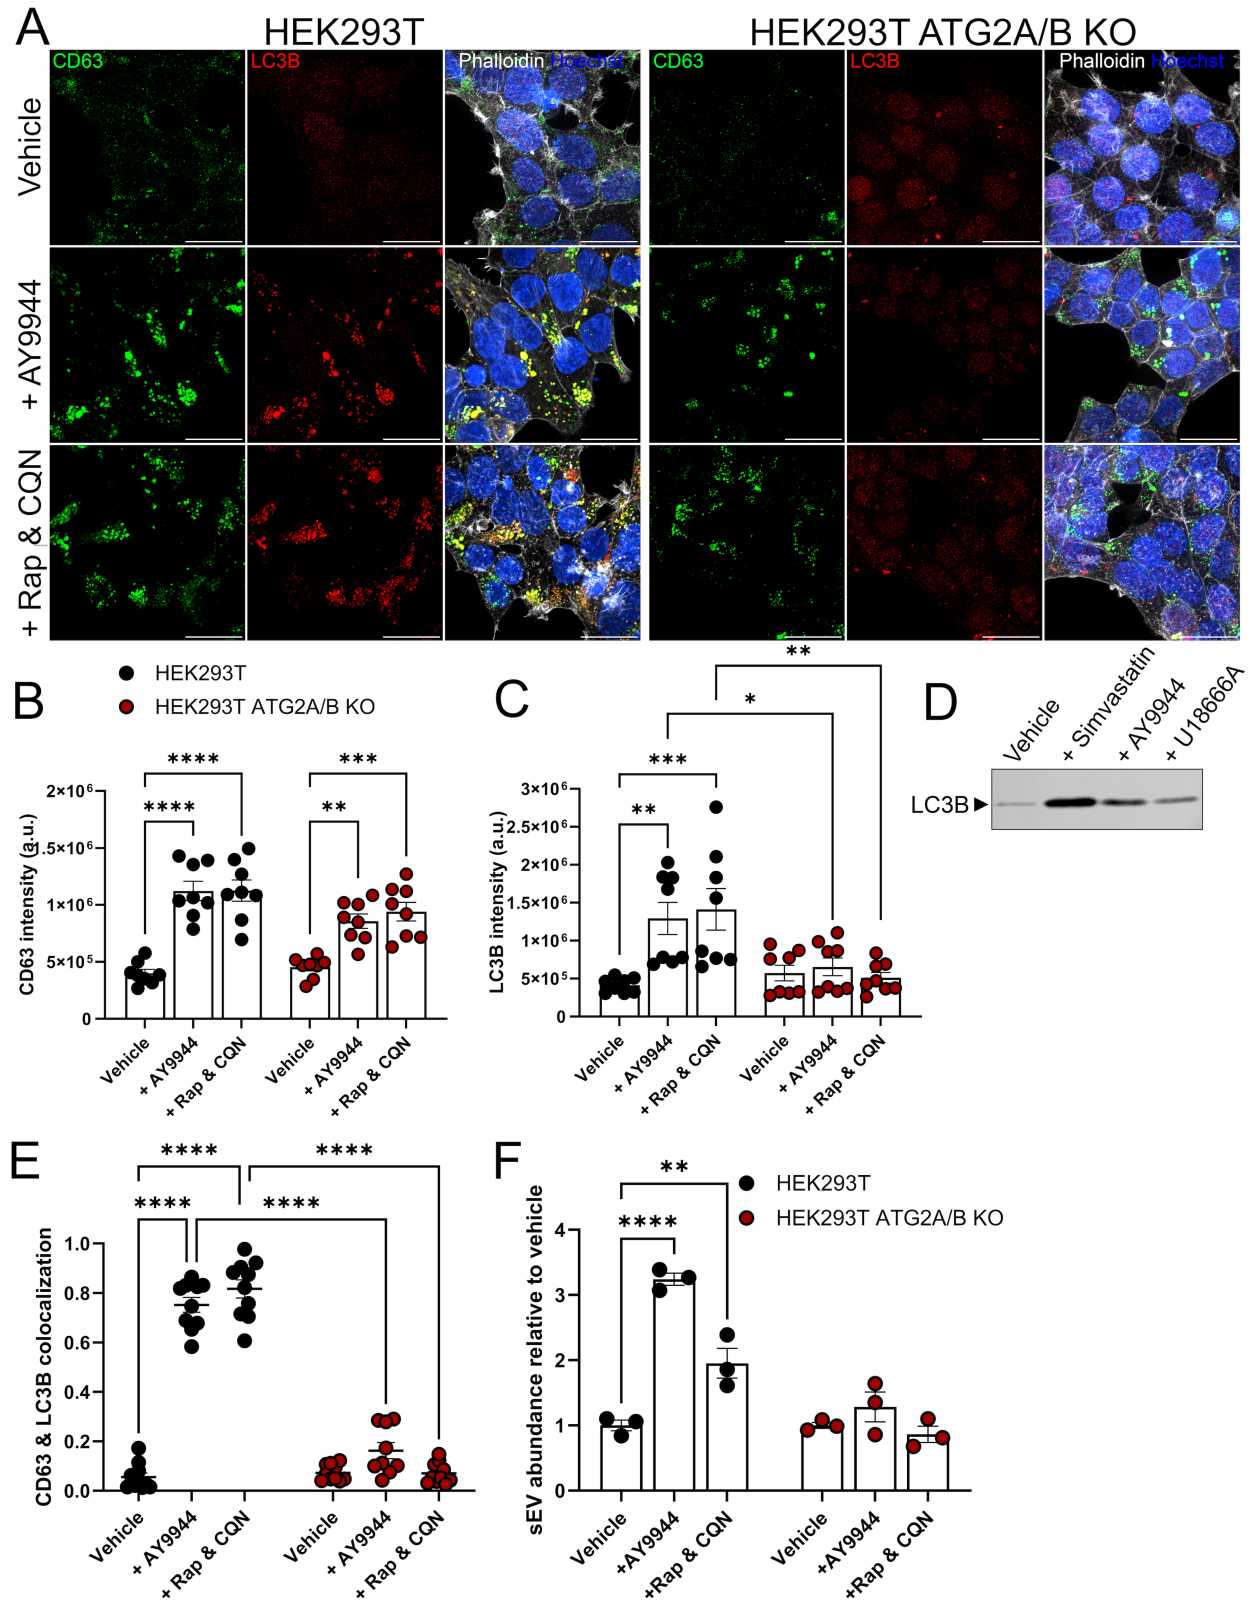 A
HEK293T
HEK293T ATG2A/B KO
CD63
LC3B
Phalloidin Hoechst
CD63
LC3B
Phalloidin Hoechst
Vehicle
+ AY9944
+ Rap & CQN
HEK293T
HEK293T ATG2A/B KO
B
CD63 intensity (a.u.)
2×10⁶
1.5×10⁶
1×10⁶
5×10⁵
0
****
****
***
**
Vehicle
+ AY9944
+ Rap & CQN
Vehicle
+ AY9944
+ Rap & CQN
C
LC3B intensity (a.u.)
3×10⁶
2.5×10⁶
2×10⁶
1.5×10⁶
1×10⁶
5×10⁵
0
**
*
***
**
Vehicle
+ AY9944
+ Rap & CQN
Vehicle
+ AY9944
+ Rap & CQN
D
Vehicle
+ Simvastatin
+ AY9944
+ U18666A
LC3B
E
CD63 & LC3B colocalization
1.0
0.8
0.6
0.4
0.2
0.0
****
****
****
****
Vehicle
+ AY9944
+ Rap & CQN
Vehicle
+ AY9944
+ Rap & CQN
F
sEV abundance relative to vehicle
4
3
2
1
0
**
****
HEK293T
HEK293T ATG2A/B KO
Vehicle
+AY9944
+Rap & CQN
Vehicle
+AY9944
+Rap & CQN